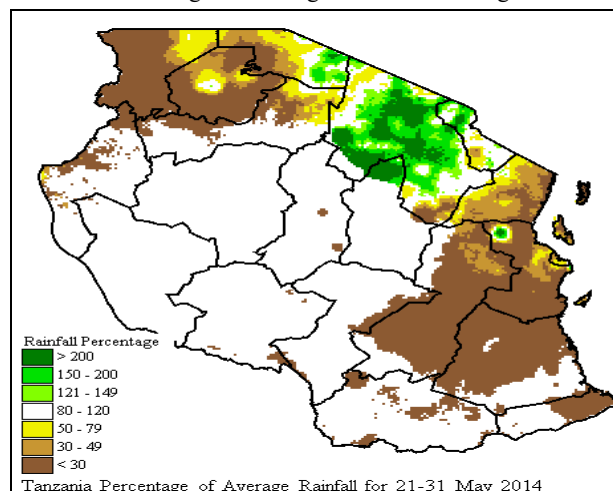 Rainfall Percentage
> 200
150 - 200
121 - 149
80 - 120
50 - 79
30 - 49
< 30
Tanzania Percentage of Average Rainfall for 21-31 May 2014